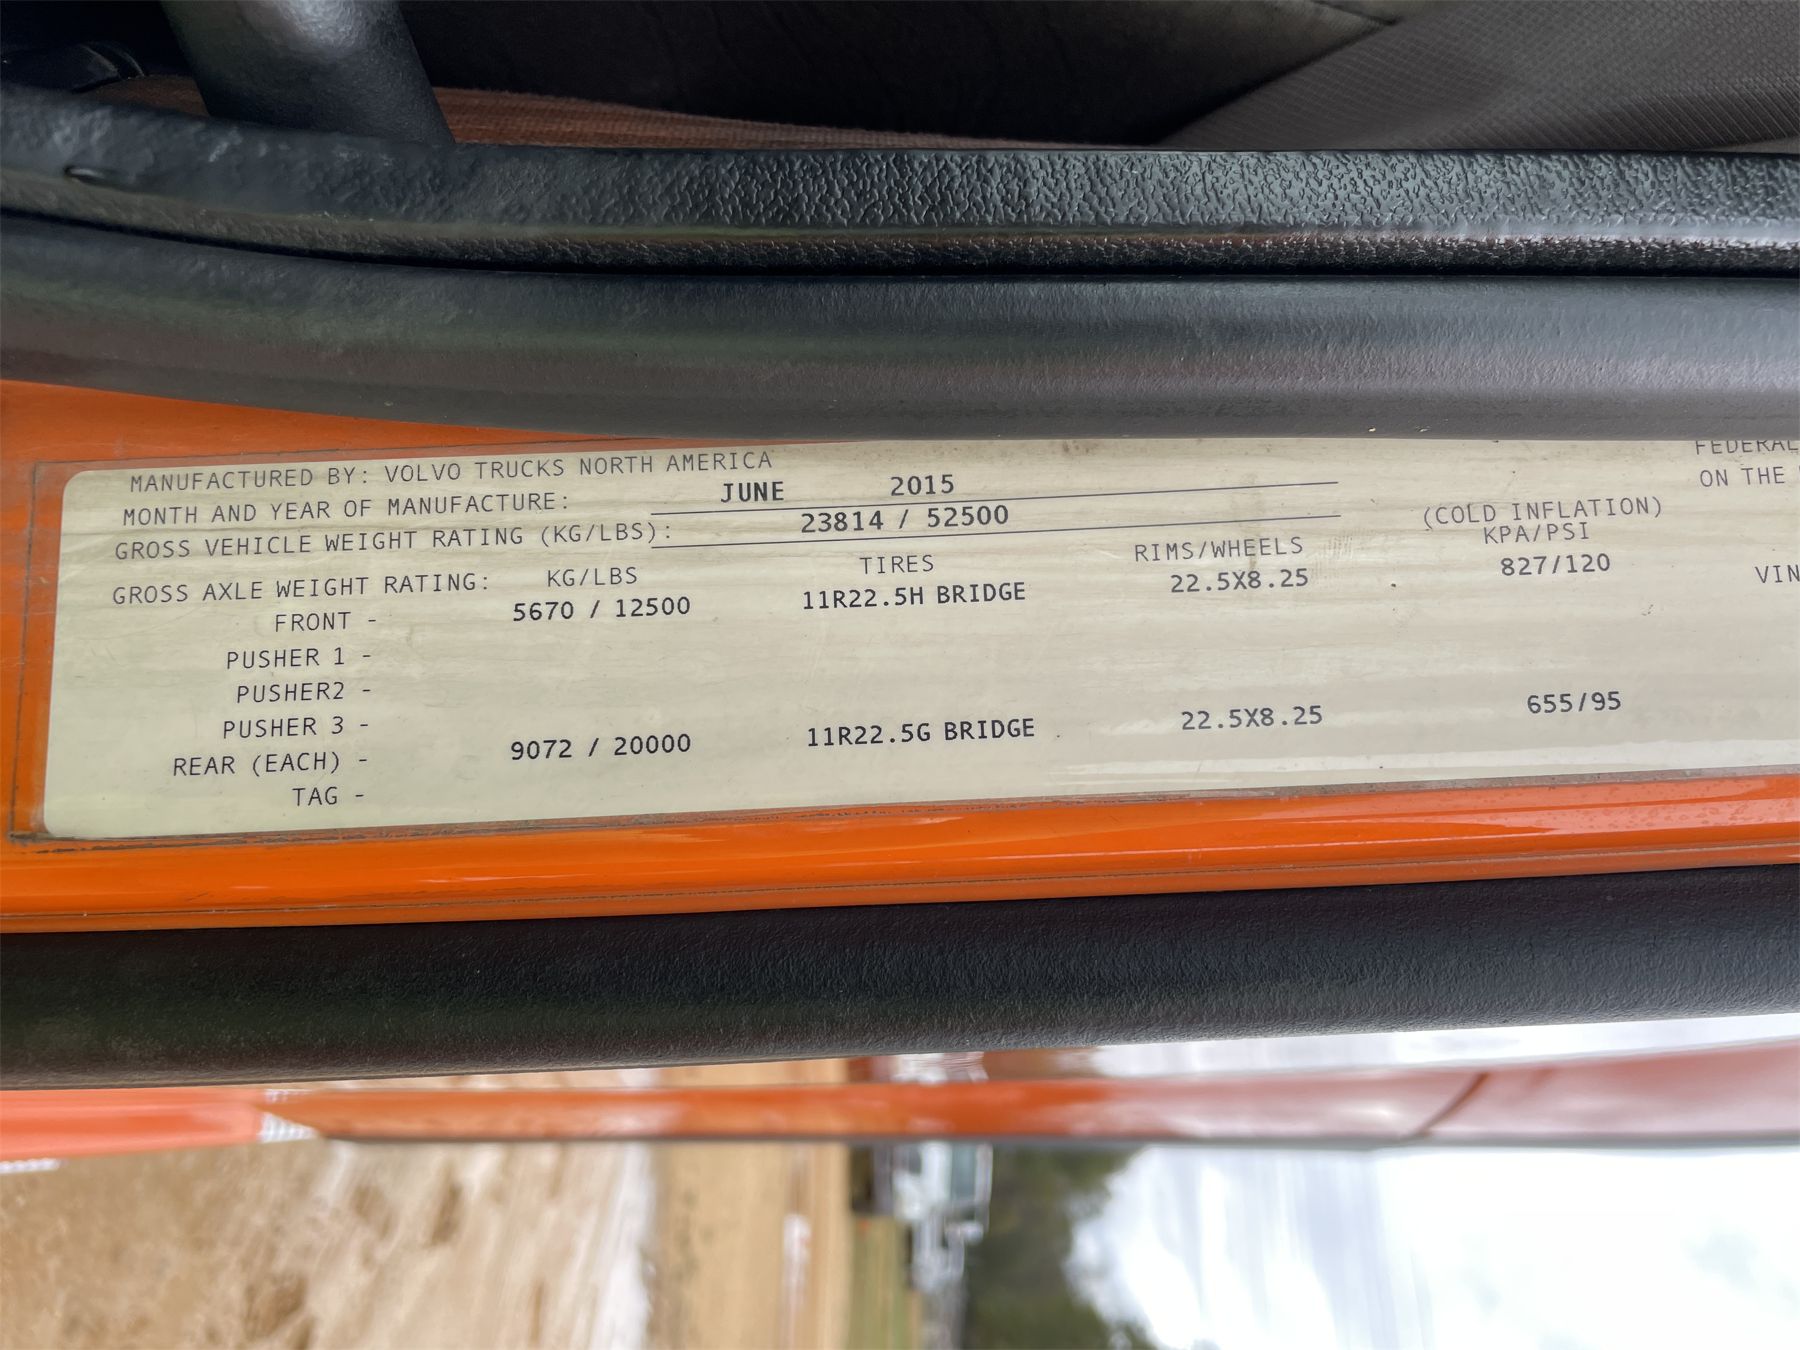 MANUFACTURED BY: VOLVO TRUCKS NORTH AMERICA
MONTH AND YEAR OF MANUFACTURE: JUNE 2015
GROSS VEHICLE WEIGHT RATING (KG/LBS): 23814 / 52500
GROSS AXLE WEIGHT RATING: KG/LBS TIRES RIMS/WHEELS (COLD INFLATION) KPA/PSI
FRONT - 5670 / 12500 11R22.5H BRIDGE 22.5X8.25 827/120
PUSHER 1 -
PUSHER2 -
PUSHER 3 -
REAR (EACH) - 9072 / 20000 11R22.5G BRIDGE 22.5X8.25 655/95
TAG -
FEDERAL
ON THE
VIN